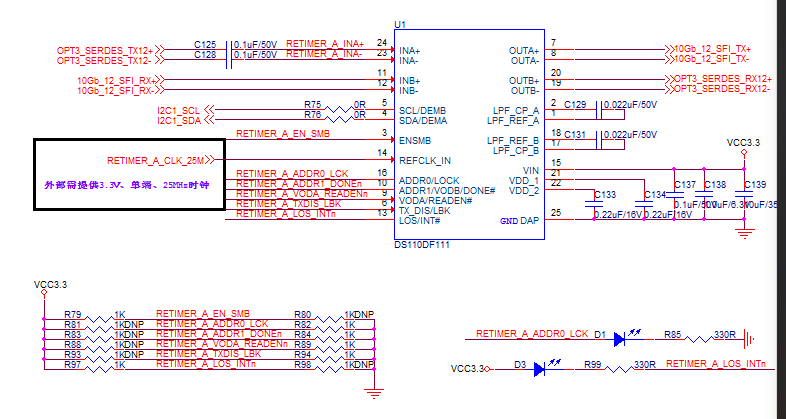 U1
OPT3_SERDES_TX12+
OPT3_SERDES_TX12-
C125
C128
0.1uF/50V
0.1uF/50V
RETIMER_A_INA+
RETIMER_A_INA-
24
23
INA+
INA-
OUTA+
OUTA-
7
8
10Gb_12_SFI_TX+
10Gb_12_SFI_TX-
10Gb_12_SFI_RX+
10Gb_12_SFI_RX-
11
12
INB+
INB-
OUTB+
OUTB-
20
19
OPT3_SERDES_RX12+
OPT3_SERDES_RX12-
I2C1_SCL
I2C1_SDA
R75
R76
0R
0R
5
4
SCL/DEMB
SDA/DEMA
LPF_CP_A
LPF_REF_A
2
1
C129
0.022uF/50V
RETIMER_A_EN_SMB
3
ENSMB
LPF_REF_B
LPF_CP_B
18
17
C131
0.022uF/50V
VCC3.3
RETIMER_A_CLK_25M
14
REFCLK_IN
VIN
15
外部需提供3.3V、单端、25MHz时钟
RETIMER_A_ADDR0_LCK
RETIMER_A_ADDR1_DONEn
RETIMER_A_VODA_READENn
RETIMER_A_TXDIS_LBK
RETIMER_A_LOS_INTn
16
10
9
6
13
ADDR0/LOCK
ADDR1/VODB/DONE#
VODA/READEN#
TX_DIS/LBK
LOS/INT#
VDD_1
VDD_2
21
22
GND DAP
25
C133
C134
C137
C138
C139
0.22uF/16V
0.22uF/16V
DS110DF111
VCC3.3
R79 1K RETIMER_A_EN_SMB R80 1KDNP
R81 1KDNP RETIMER_A_ADDR0_LCK R82 1K
R83 1KDNP RETIMER_A_ADDR1_DONEn R84 1K
R88 1KDNP RETIMER_A_VODA_READENn R89 1K
R93 1KDNP RETIMER_A_TXDIS_LBK R94 1K
R97 1K RETIMER_A_LOS_INTn R98 1KDNP
RETIMER_A_ADDR0_LCK D1 R85 330R
VCC3.3 D3 R99 330R RETIMER_A_LOS_INTn